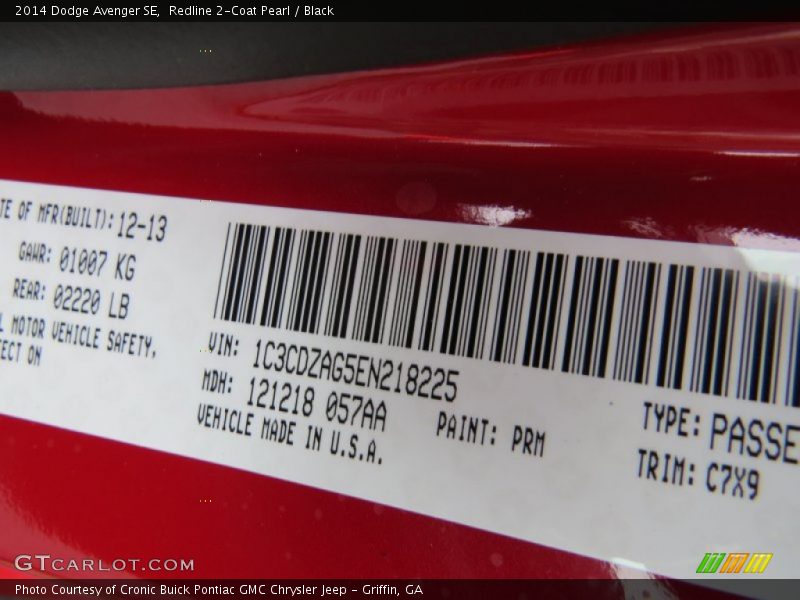 2014 Dodge Avenger SE,  Redline 2-Coat Pearl / Black
TE OF MFR(BUILT): 12-13
GAWR: 01007 KG
REAR: 02220 LB
L MOTOR VEHICLE SAFETY,
FECT ON
VIN: 1C3CDZAG5EN218225
MDH: 121218 057AA
VEHICLE MADE IN U.S.A.
PAINT: PRM
TYPE: PASSE
TRIM: C7X9
GTCARLOT.COM
Photo Courtesy of Cronic Buick Pontiac GMC Chrysler Jeep - Griffin, GA